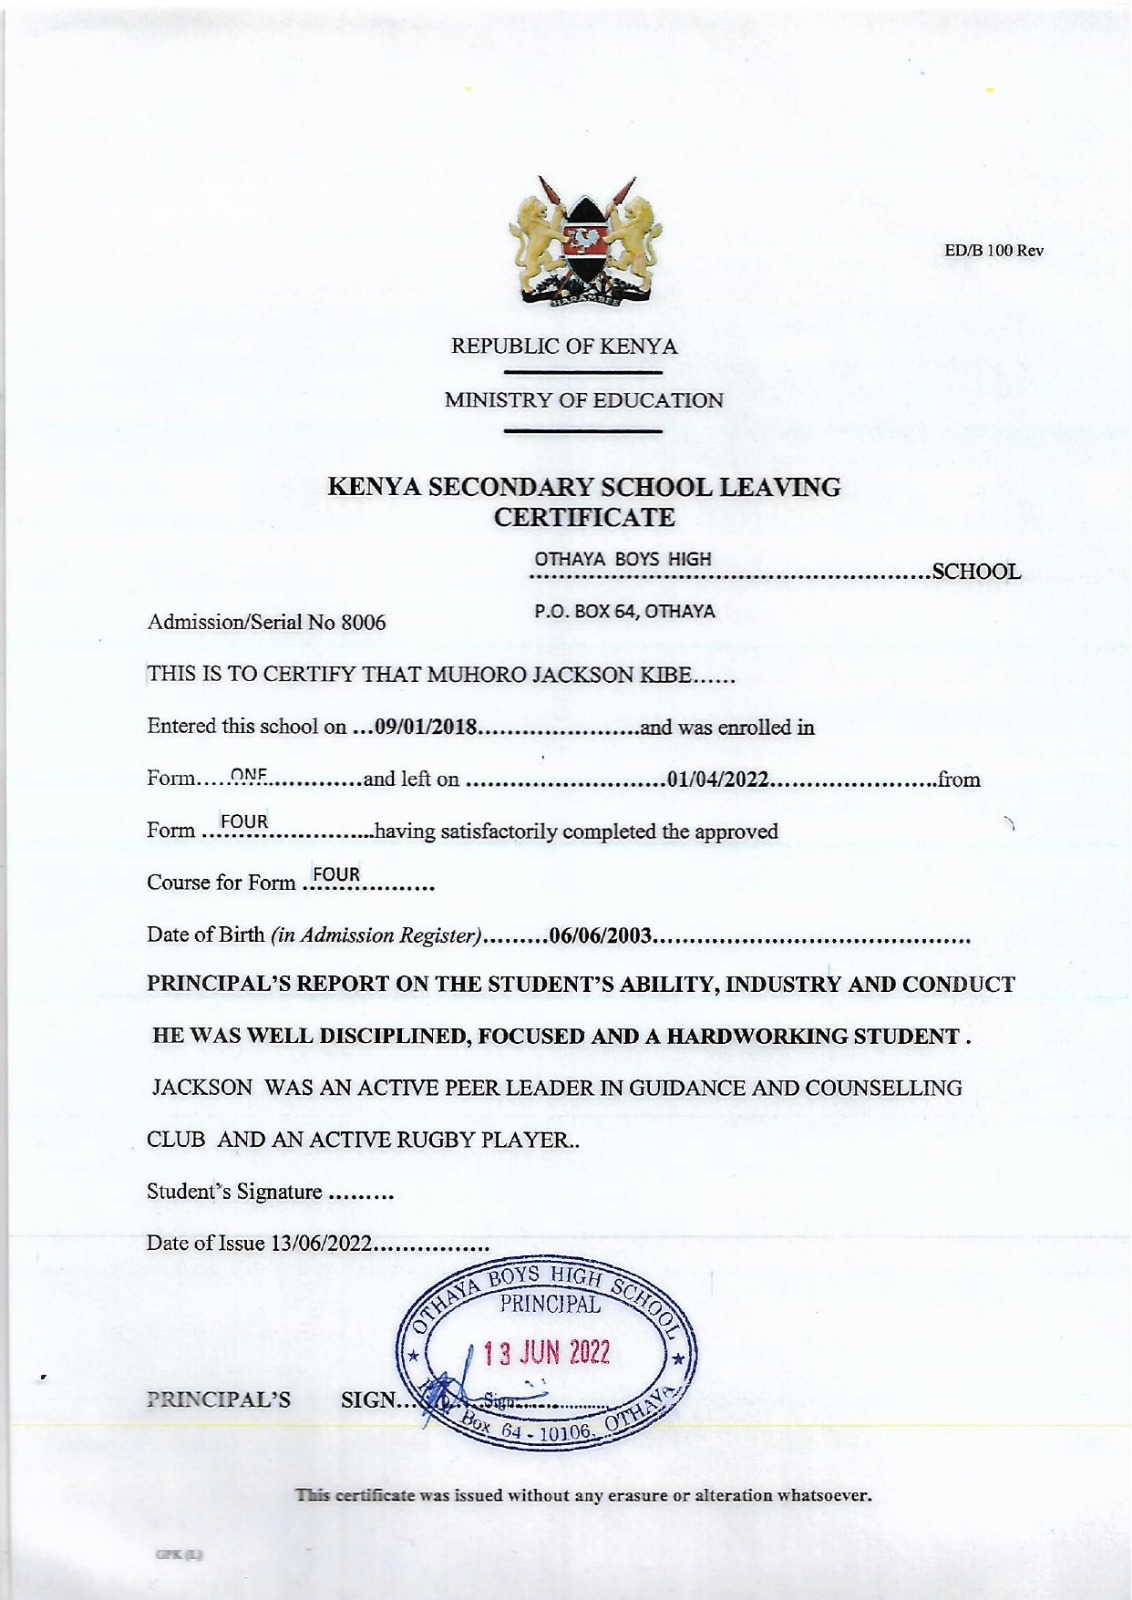 HARAMBEE
ED/B 100 Rev
REPUBLIC OF KENYA
MINISTRY OF EDUCATION
KENYA SECONDARY SCHOOL LEAVING
CERTIFICATE
OTHAYA BOYS HIGH
..................................................SCHOOL
P.O. BOX 64, OTHAYA
Admission/Serial No 8006
THIS IS TO CERTIFY THAT MUHORO JACKSON KIBE......
Entered this school on ...09/01/2018......................and was enrolled in
Form.....ONE.............and left on ...........................01/04/2022.......................from
Form ...FOUR...............having satisfactorily completed the approved
Course for Form ..FOUR..........
Date of Birth (in Admission Register).........06/06/2003...........................................
PRINCIPAL'S REPORT ON THE STUDENT'S ABILITY, INDUSTRY AND CONDUCT
HE WAS WELL DISCIPLINED, FOCUSED AND A HARDWORKING STUDENT .
JACKSON WAS AN ACTIVE PEER LEADER IN GUIDANCE AND COUNSELLING
CLUB AND AN ACTIVE RUGBY PLAYER..
Student's Signature .........
Date of Issue 13/06/2022................
OTHAYA BOYS HIGH SCHOOL
PRINCIPAL
13 JUN 2022
PRINCIPAL'S SIGN...
Sign..................
P.O. Box 64 - 10106, OTHAYA
This certificate was issued without any erasure or alteration whatsoever.
GPK (L)